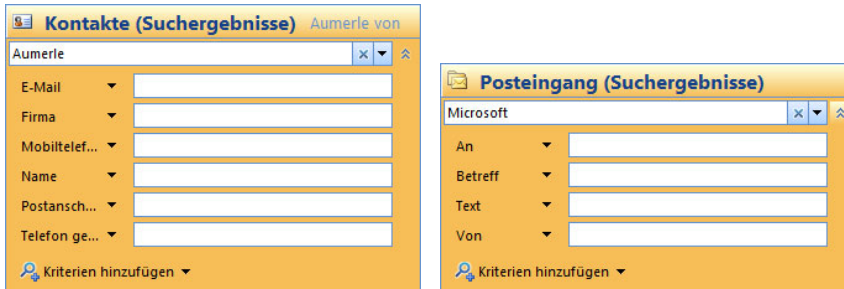 Kontakte (Suchergebnisse) Aumerle von
Aumerle
E-Mail
Firma
Mobiltelef...
Name
Postansch...
Telefon ge...
Kriterien hinzufügen
Posteingang (Suchergebnisse)
Microsoft
An
Betreff
Text
Von
Kriterien hinzufügen